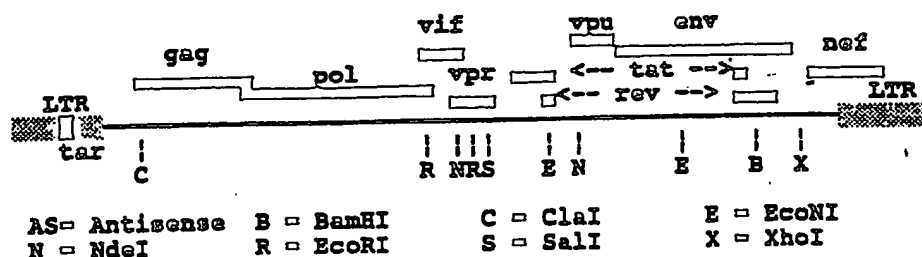 vif vpu env
gag nef
pol vpr <-- tat -->
LTR <-- rev --> LTR
tar
C R N R S E N E B X
AS= Antisense B = BamHI C = ClaI E = EcoNI
N = NdeI R = EcoRI S = SalI X = XhoI